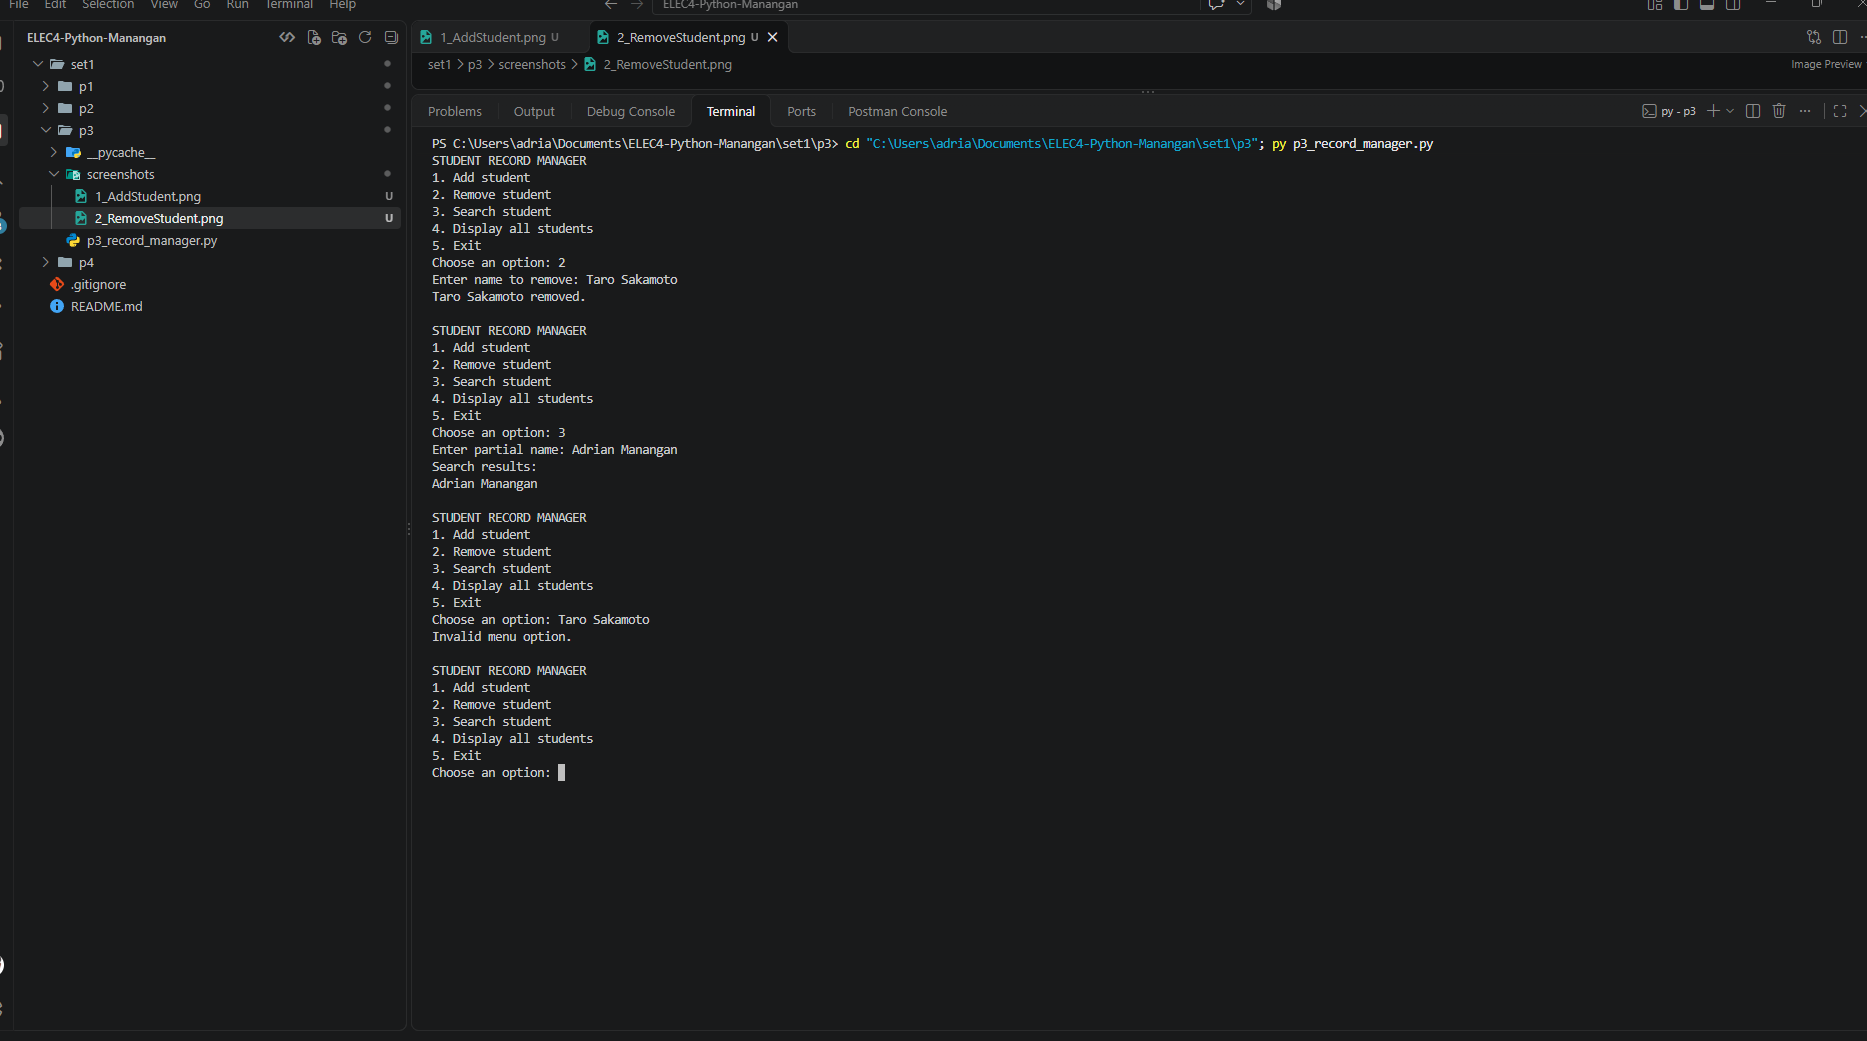 File Edit Selection View Go Run Terminal Help
ELEC4-Python-Manangan
ELEC4-Python-Manangan
set1
p1
p2
p3
__pycache__
screenshots
1_AddStudent.png U
2_RemoveStudent.png U
p3_record_manager.py
p4
.gitignore
README.md
1_AddStudent.png U
2_RemoveStudent.png U
set1 > p3 > screenshots > 2_RemoveStudent.png
Image Preview
Problems Output Debug Console Terminal Ports Postman Console
py - p3
PS C:\Users\adria\Documents\ELEC4-Python-Manangan\set1\p3> cd "C:\Users\adria\Documents\ELEC4-Python-Manangan\set1\p3"; py p3_record_manager.py
STUDENT RECORD MANAGER
1. Add student
2. Remove student
3. Search student
4. Display all students
5. Exit
Choose an option: 2
Enter name to remove: Taro Sakamoto
Taro Sakamoto removed.
STUDENT RECORD MANAGER
1. Add student
2. Remove student
3. Search student
4. Display all students
5. Exit
Choose an option: 3
Enter partial name: Adrian Manangan
Search results:
Adrian Manangan
STUDENT RECORD MANAGER
1. Add student
2. Remove student
3. Search student
4. Display all students
5. Exit
Choose an option: Taro Sakamoto
Invalid menu option.
STUDENT RECORD MANAGER
1. Add student
2. Remove student
3. Search student
4. Display all students
5. Exit
Choose an option: